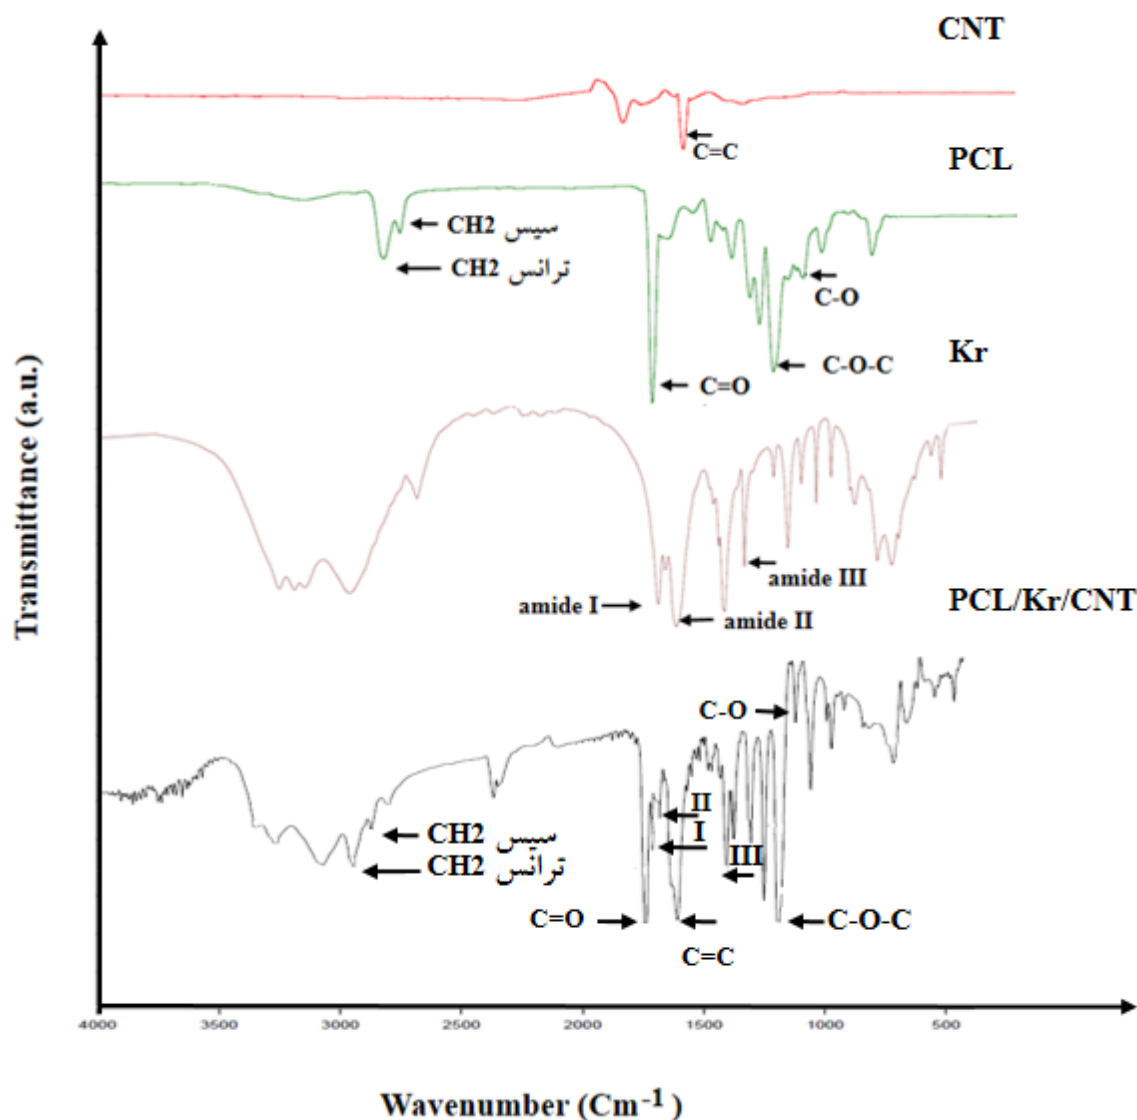 CNT
C=C
PCL
CH2 سیس
CH2 ترانس
C-O
C=O
C-O-C
Kr
amide I
amide II
amide III
PCL/Kr/CNT
C-O
II
I
III
CH2 سیس
CH2 ترانس
C=O
C=C
C-O-C
Transmittance (a.u.)
4000 3500 3000 2500 2000 1500 1000 500
Wavenumber (Cm-1 )